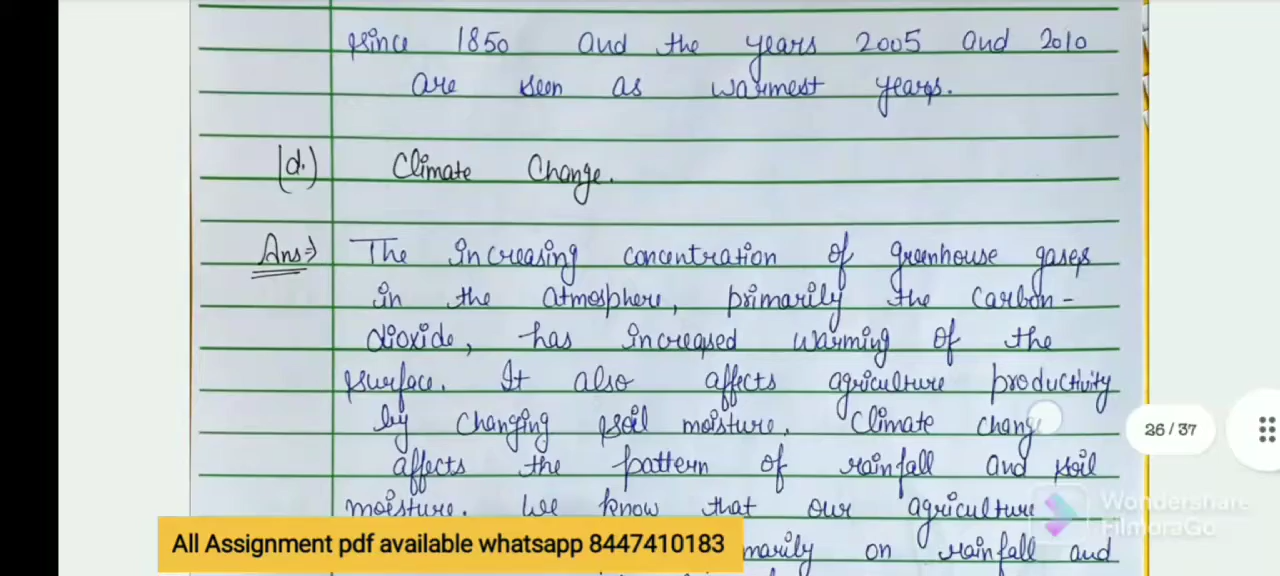 since 1850 and the years 2005 and 2010
are seen as warmest years.
(d.) Climate Change.
Ans⇒ The increasing concentration of greenhouse gases
in the atmosphere, primarily the carbon-
dioxide, has increased warming of the
surface. It also affects agriculture productivity
by changing soil moisture. Climate change
26/37
affects the pattern of rainfall and soil
moisture. We know that our agriculture
Wondershare
FilmoraGo
All Assignment pdf available whatsapp 8447410183
on rainfall and